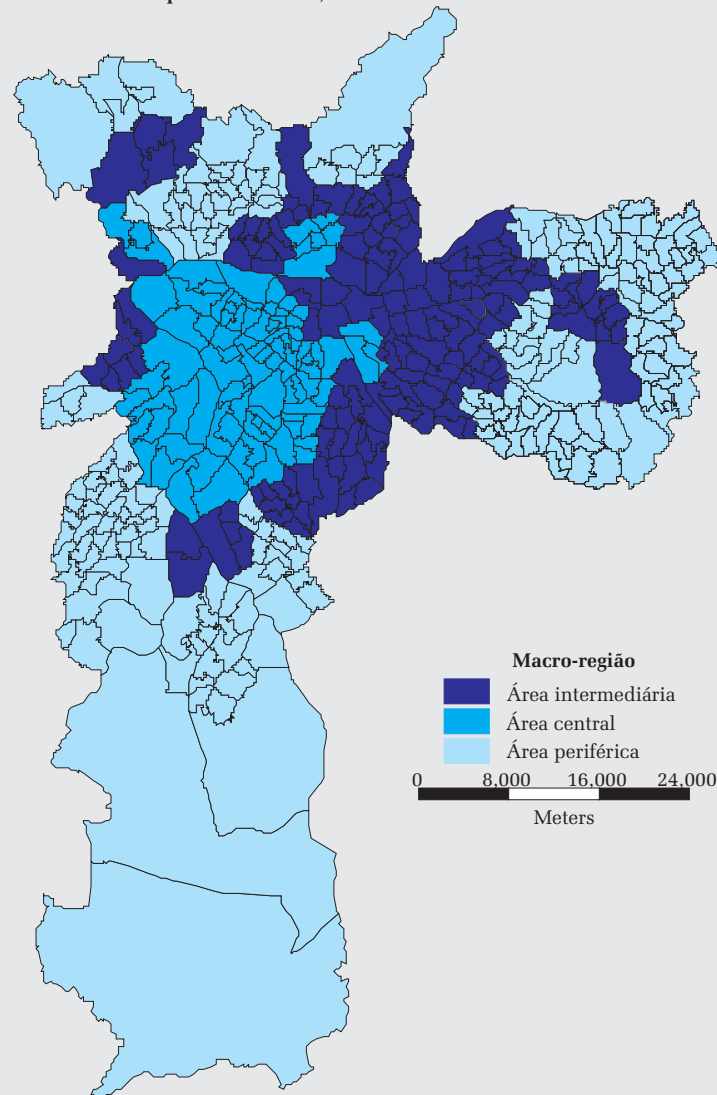 Macro-região
Área intermediária
Área central
Área periférica
0 8,000 16,000 24,000
Meters